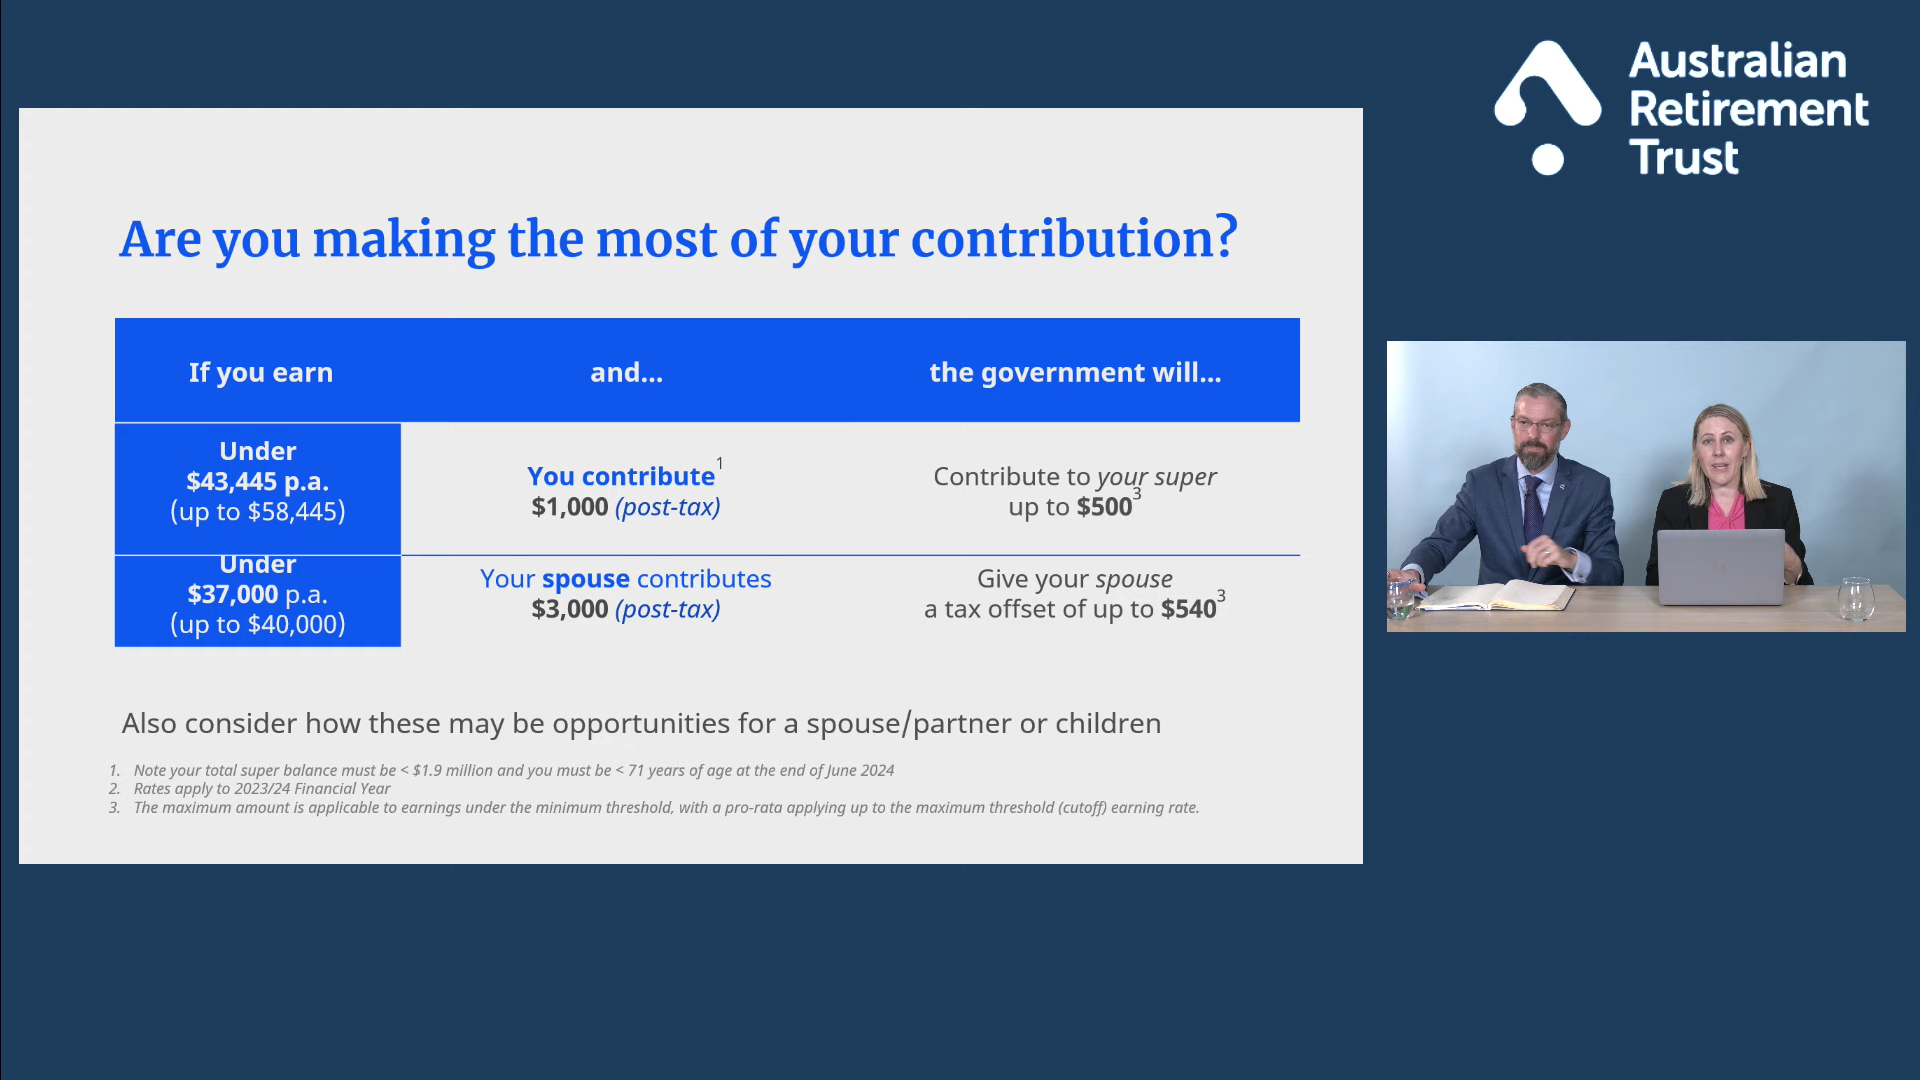 Australian
Retirement
Trust
Are you making the most of your contribution?
If you earn
and...
the government will...
Under
$43,445 p.a.
(up to $58,445)
You contribute1
$1,000 (post-tax)
Contribute to your super
up to $5003
Under
$37,000 p.a.
(up to $40,000)
Your spouse contributes
$3,000 (post-tax)
Give your spouse
a tax offset of up to $5403
Also consider how these may be opportunities for a spouse/partner or children
1. Note your total super balance must be < $1.9 million and you must be < 71 years of age at the end of June 2024
2. Rates apply to 2023/24 Financial Year
3. The maximum amount is applicable to earnings under the minimum threshold, with a pro-rata applying up to the maximum threshold (cutoff) earning rate.